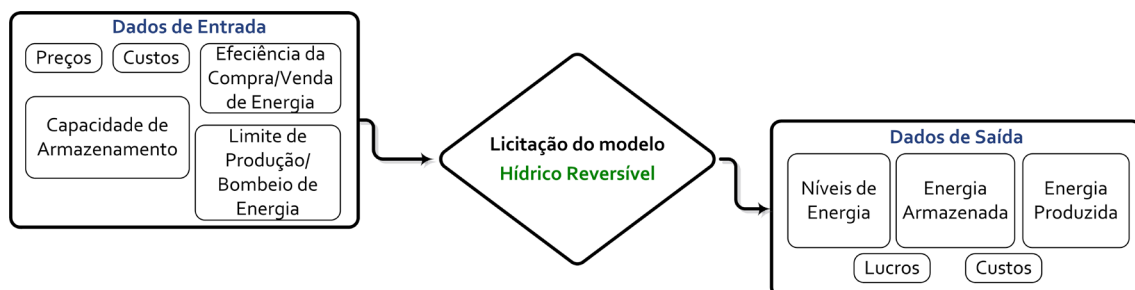 Dados de Entrada
Preços
Custos
Efeciência da
Compra/Venda
de Energia
Capacidade de
Armazenamento
Limite de
Produção/
Bombeio de
Energia
Licitação do modelo
Hídrico Reversível
Dados de Saída
Níveis de
Energia
Energia
Armazenada
Energia
Produzida
Lucros
Custos